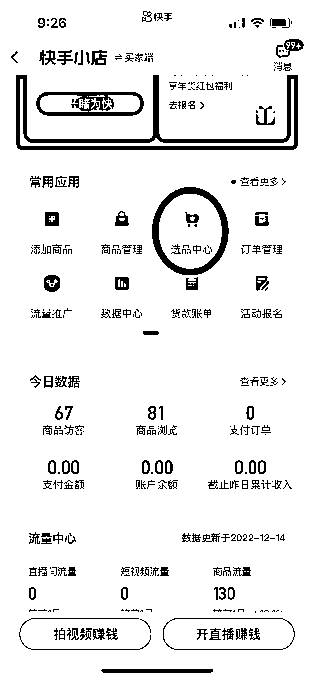 9:26
快手
快手小店 买家端
99+
消息
享年货红包福利
去报名 >
常用应用
查看更多 >
添加商品 商品管理 选品中心 订单管理
流量推广 数据中心 货款账单 活动报名
今日数据
查看更多 >
67 81 0
商品访客 商品浏览 支付订单
0.00 0.00 0.00
支付金额 账户余额 截止昨日累计收入
流量中心
数据更新于2022-12-14
直播间流量 短视频流量 商品流量
0 0 130
拍视频赚钱 开直播赚钱